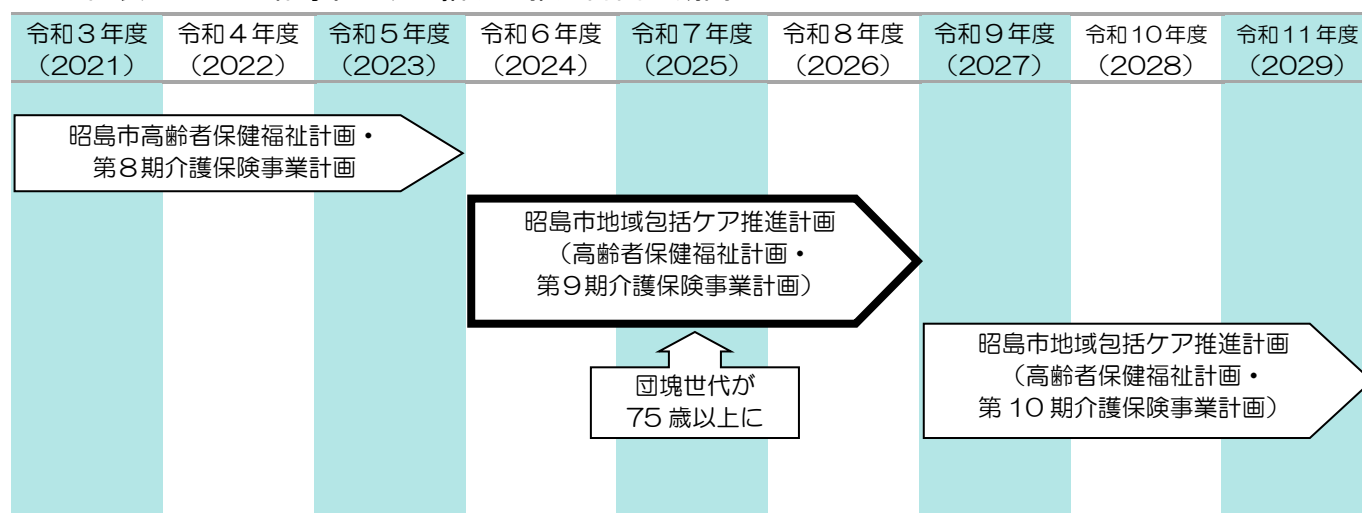 令和３年度 令和４年度 令和５年度 令和６年度 令和７年度 令和８年度 令和９年度 令和10年度 令和11年度
（2021） （2022） （2023） （2024） （2025） （2026） （2027） （2028） （2029）
昭島市高齢者保健福祉計画・
第８期介護保険事業計画
昭島市地域包括ケア推進計画
（高齢者保健福祉計画・
第９期介護保険事業計画）
団塊世代が
75 歳以上に
昭島市地域包括ケア推進計画
（高齢者保健福祉計画・
第 10 期介護保険事業計画）